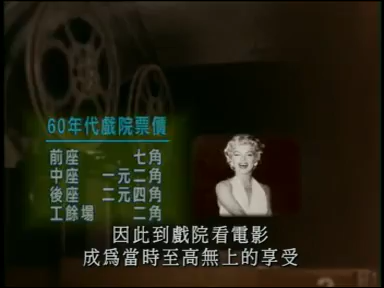 60年代戲院票價
前座 七角
中座 一元二角
後座 二元四角
工餘場 二角
因此到戲院看電影
成爲當時至高無上的享受